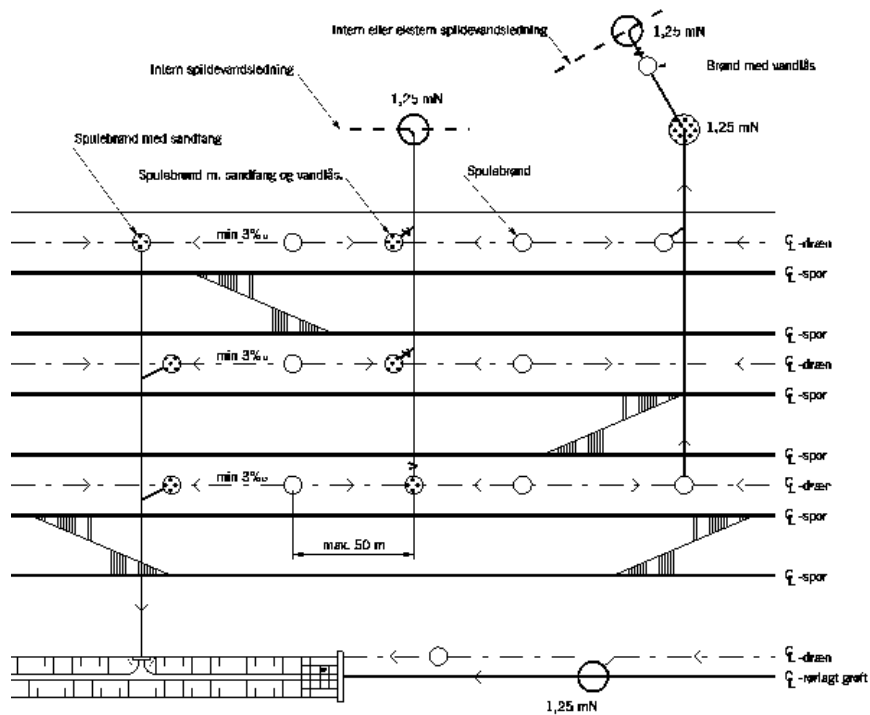 Intern eller ekstern spildevandsledning
1,25 mN
Brønd med vandlås
Intern spildevandsledning
1,25 mN
1,25 mN
Spulebrønd med sandfang
Spulebrønd m. sandfang og vandlås.
Spulebrønd
min 3‰
℄ -dræn
℄ -spor
℄ -spor
min 3‰
℄ -dræn
℄ -spor
℄ -spor
min 3‰
℄ -dræn
℄ -spor
max. 50 m
℄ -spor
℄ -dræn
℄ -rørlagt grøft
1,25 mN